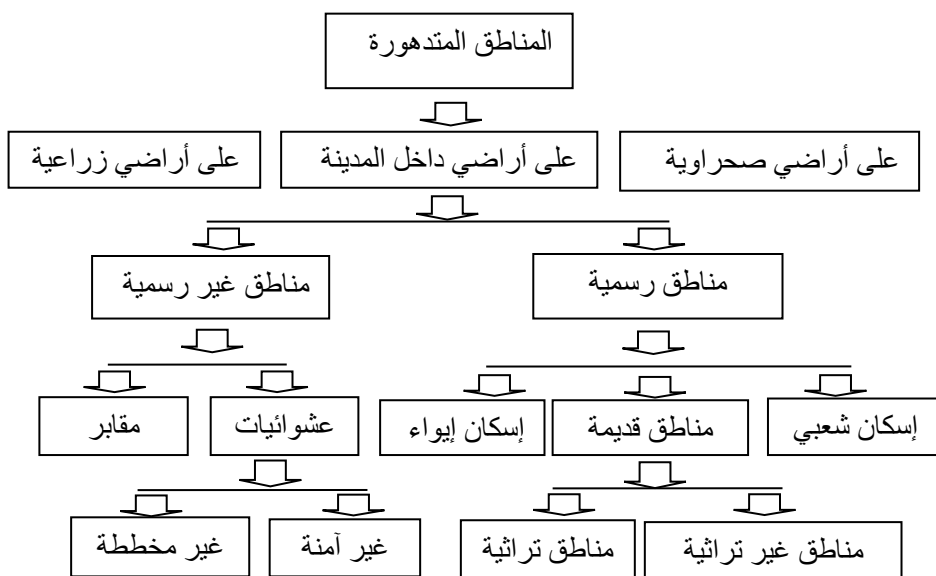 المناطق المتدهورة
على أراضي صحراوية
على أراضي داخل المدينة
على أراضي زراعية
مناطق رسمية
مناطق غير رسمية
إسكان شعبي
مناطق قديمة
إسكان إيواء
عشوائيات
مقابر
مناطق غير تراثية
مناطق تراثية
غير آمنة
غير مخططة